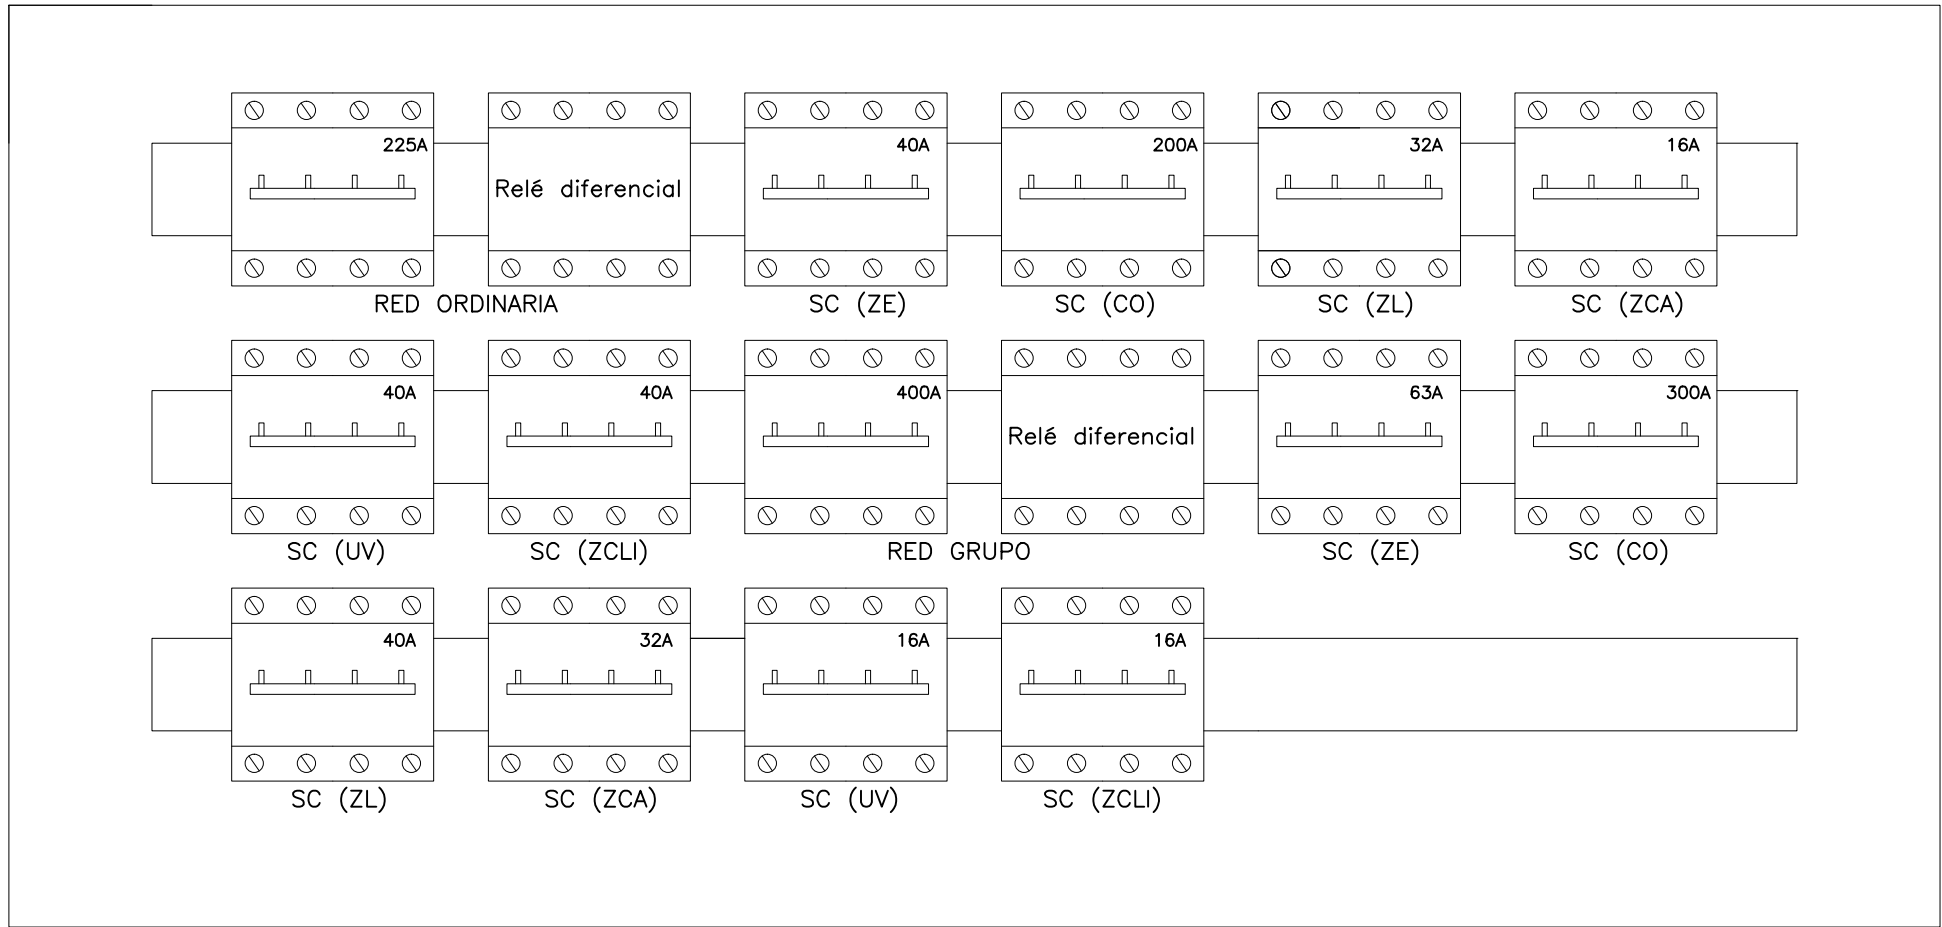 225A
Relé diferencial
40A
200A
32A
16A
RED ORDINARIA
SC (ZE)
SC (CO)
SC (ZL)
SC (ZCA)
40A
40A
400A
Relé diferencial
63A
300A
SC (UV)
SC (ZCLI)
RED GRUPO
SC (ZE)
SC (CO)
40A
32A
16A
16A
SC (ZL)
SC (ZCA)
SC (UV)
SC (ZCLI)